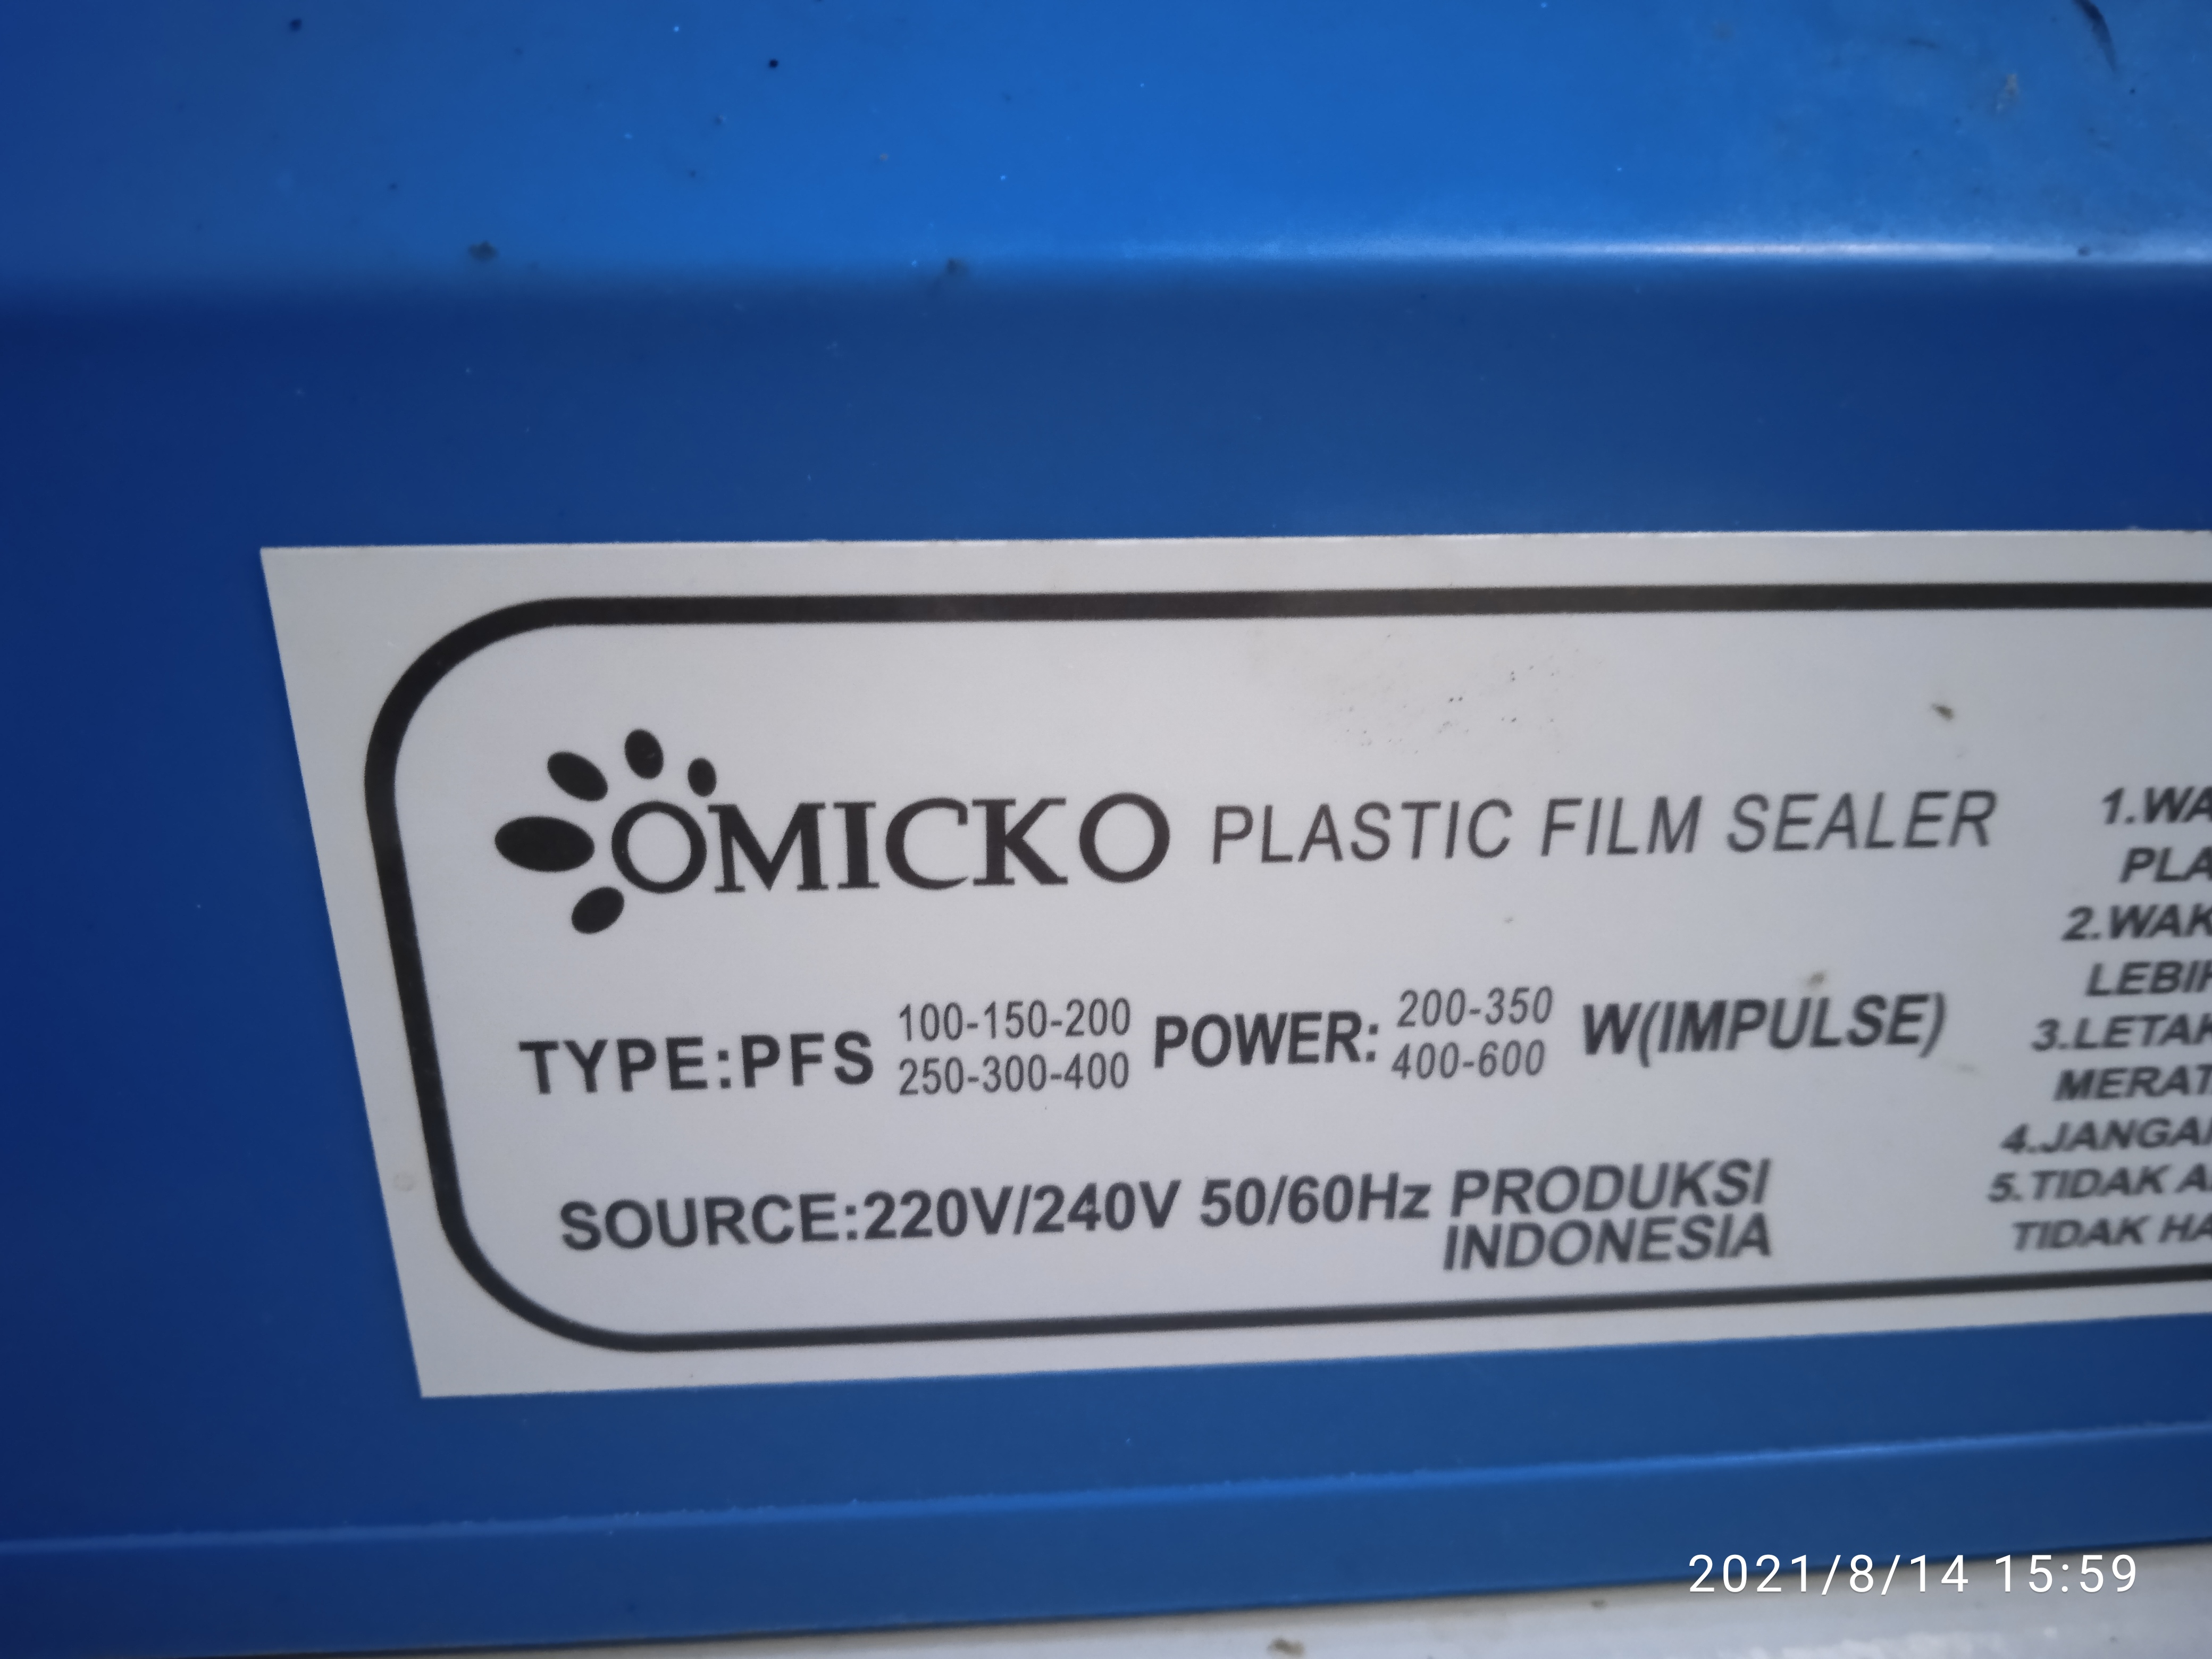 OMICKO PLASTIC FILM SEALER
TYPE:PFS 100-150-200 POWER: 200-350 W(IMPULSE)
250-300-400 400-600
SOURCE:220V/240V 50/60Hz PRODUKSI
INDONESIA
1.WA
PLA
2.WAK
LEBIH
3.LETAK
MERAT
4.JANGAN
5.TIDAK A
TIDAK HA
2021/8/14 15:59